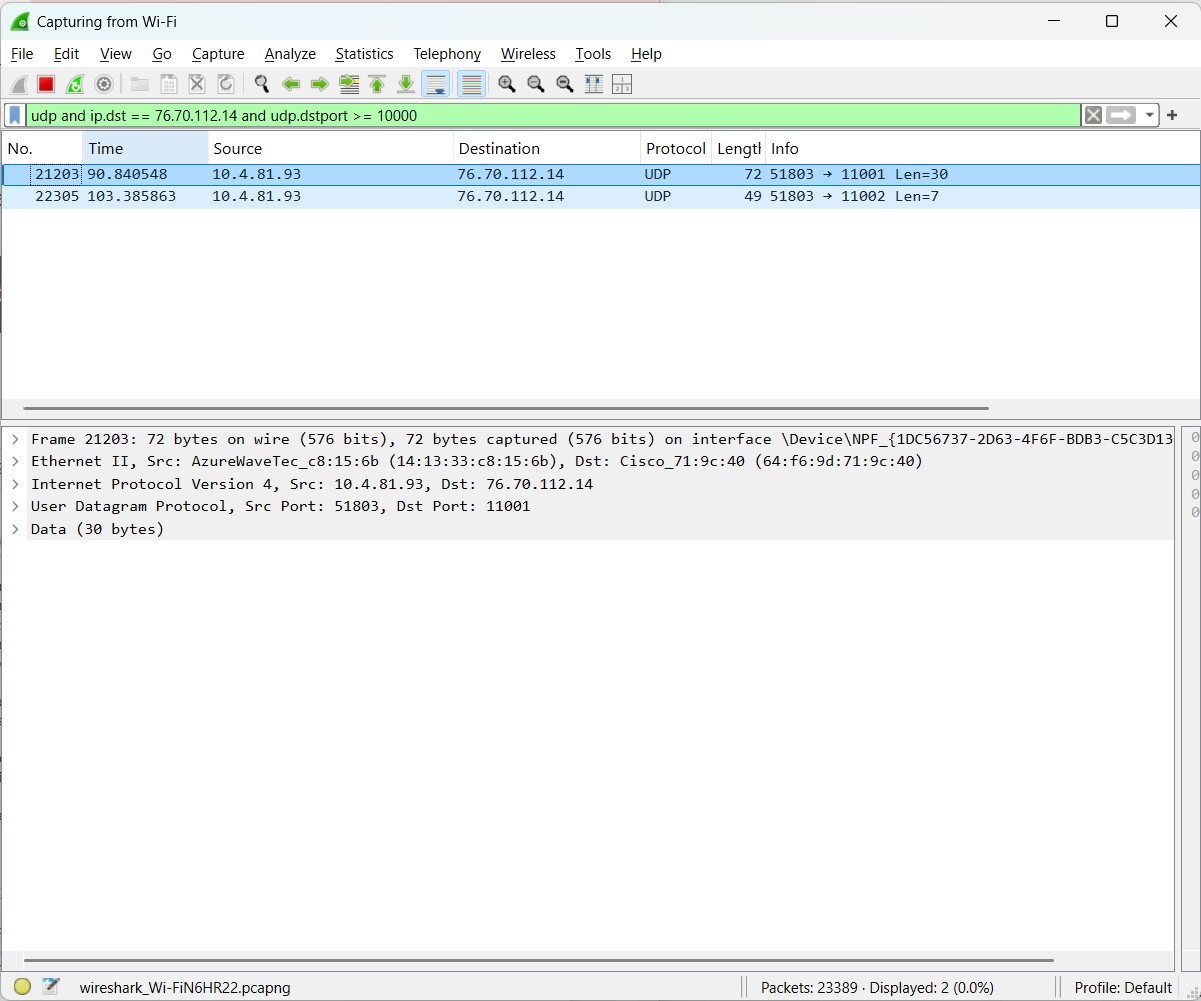 Capturing from Wi-Fi
File Edit View Go Capture Analyze Statistics Telephony Wireless Tools Help
udp and ip.dst == 76.70.112.14 and udp.dstport >= 10000
No. Time Source Destination Protocol Length Info
21203 90.840548 10.4.81.93 76.70.112.14 UDP 72 51803 → 11001 Len=30
22305 103.385863 10.4.81.93 76.70.112.14 UDP 49 51803 → 11002 Len=7
Frame 21203: 72 bytes on wire (576 bits), 72 bytes captured (576 bits) on interface \Device\NPF_{1DC56737-2D63-4F6F-BDB3-C5C3D13
Ethernet II, Src: AzureWaveTec_c8:15:6b (14:13:33:c8:15:6b), Dst: Cisco_71:9c:40 (64:f6:9d:71:9c:40)
Internet Protocol Version 4, Src: 10.4.81.93, Dst: 76.70.112.14
User Datagram Protocol, Src Port: 51803, Dst Port: 11001
Data (30 bytes)
wireshark_Wi-FiN6HR22.pcapng
Packets: 23389 · Displayed: 2 (0.0%)
Profile: Default